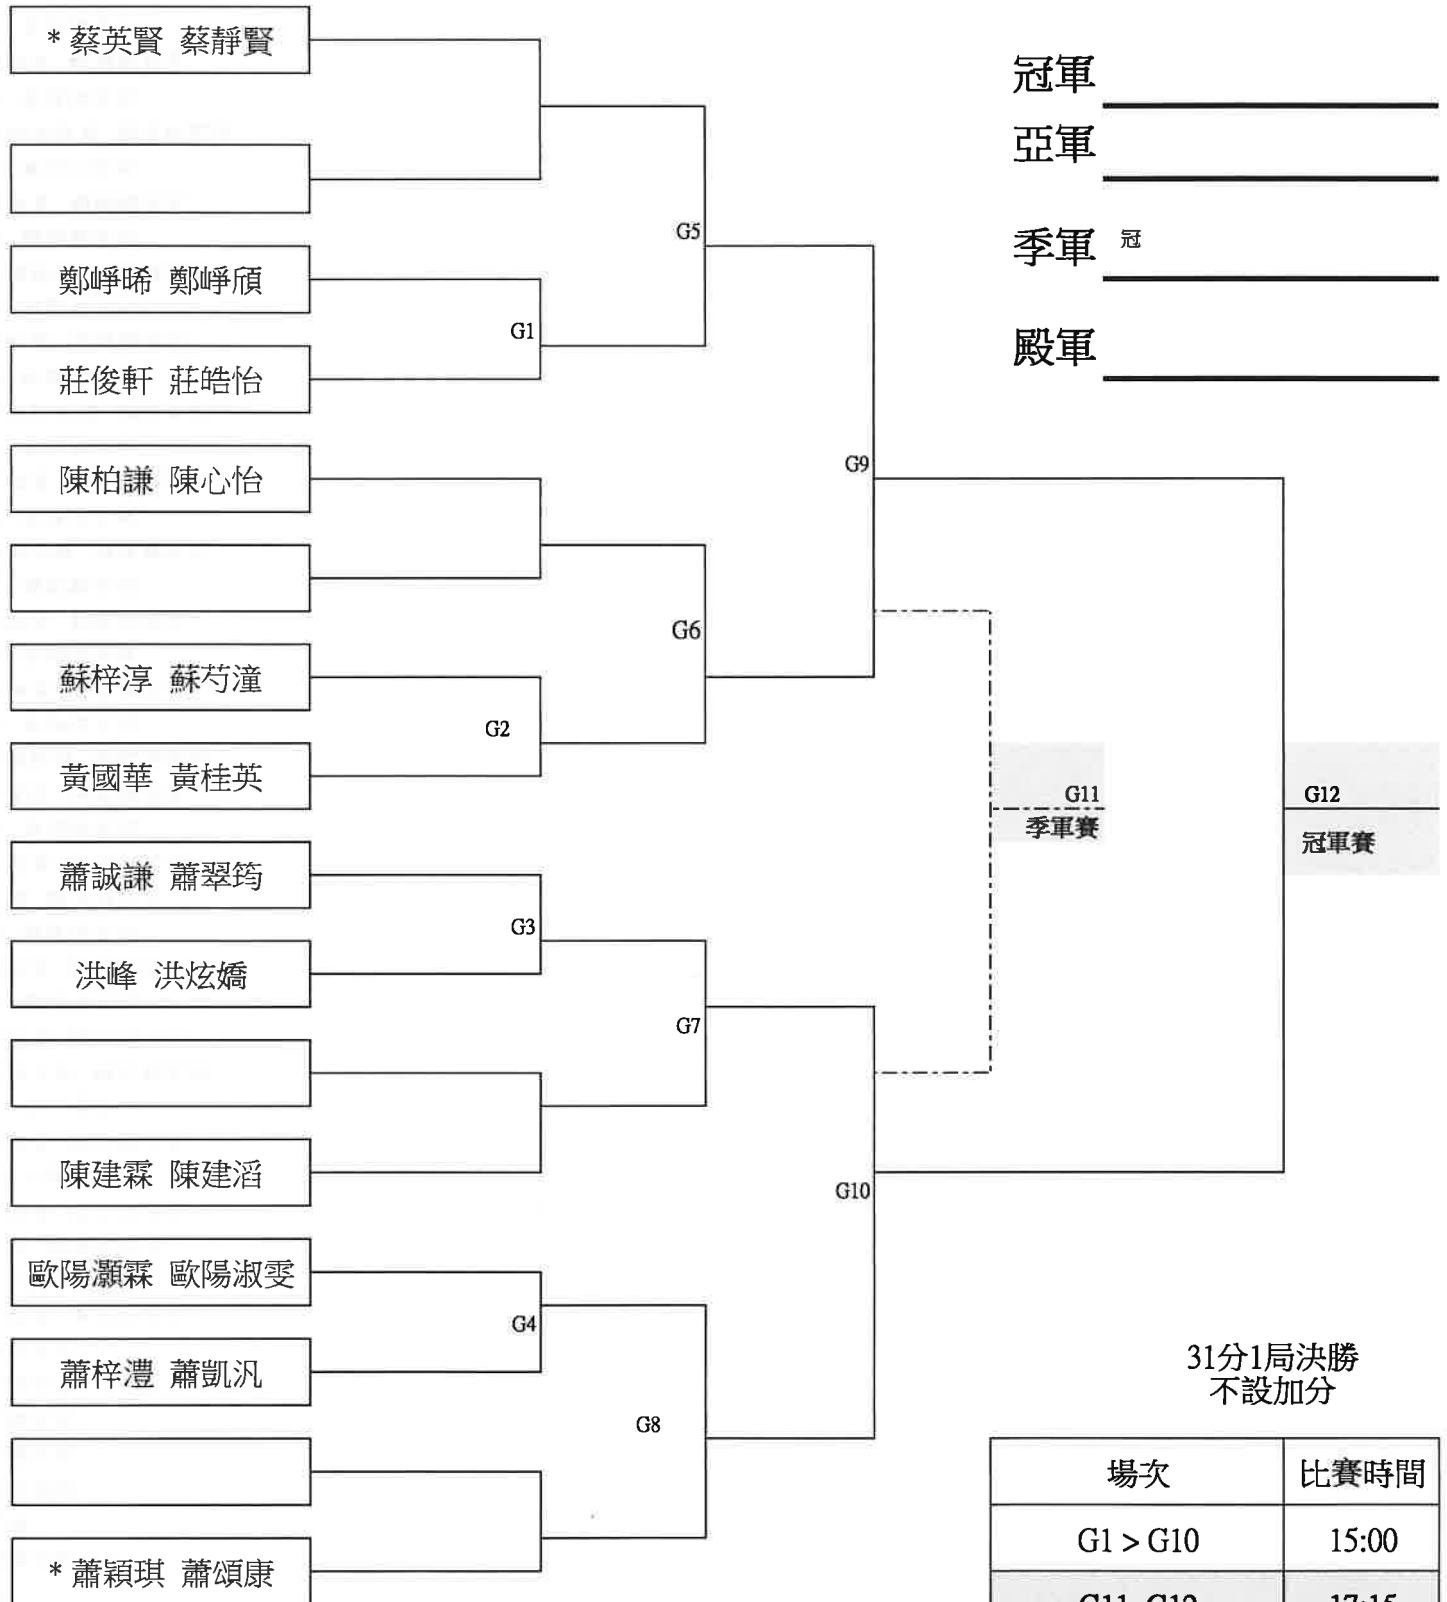 * 蔡英賢 蔡靜賢
鄭崢晞 鄭崢頎
莊俊軒 莊皓怡
陳柏謙 陳心怡
蘇梓淳 蘇芍潼
黃國華 黃桂英
蕭誠謙 蕭翠筠
洪峰 洪炫嬌
陳建霖 陳建滔
歐陽灝霖 歐陽淑雯
蕭梓灃 蕭凱汎
* 蕭穎琪 蕭頌康
G1
G2
G3
G4
G5
G6
G7
G8
G9
G10
G11
季軍賽
G12
冠軍賽
冠軍
亞軍
季軍 冠
殿軍
31分1局決勝
不設加分
場次 比賽時間
G1 > G10 15:00
G11, G12 17:15